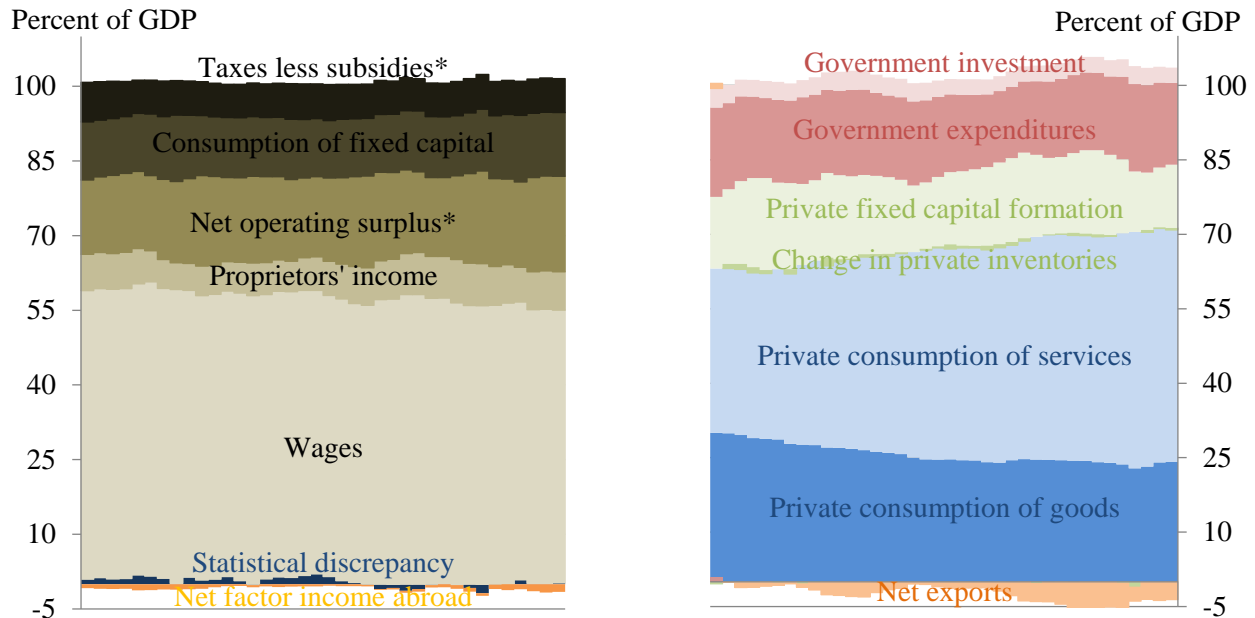 Percent of GDP
Taxes less subsidies*
100
Consumption of fixed capital
85
Net operating surplus*
70
Proprietors' income
55
40
Wages
25
10
Statistical discrepancy
Net factor income abroad
-5
Percent of GDP
Government investment
100
Government expenditures
85
Private fixed capital formation
70
Change in private inventories
55
Private consumption of services
40
25
Private consumption of goods
10
Net exports
-5